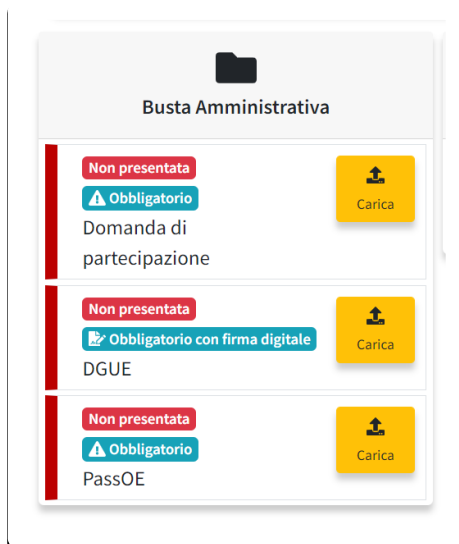 Busta Amministrativa
Non presentata
Obbligatorio
Carica
Domanda di
partecipazione
Non presentata
Obbligatorio con firma digitale
Carica
DGUE
Non presentata
Obbligatorio
Carica
PassOE